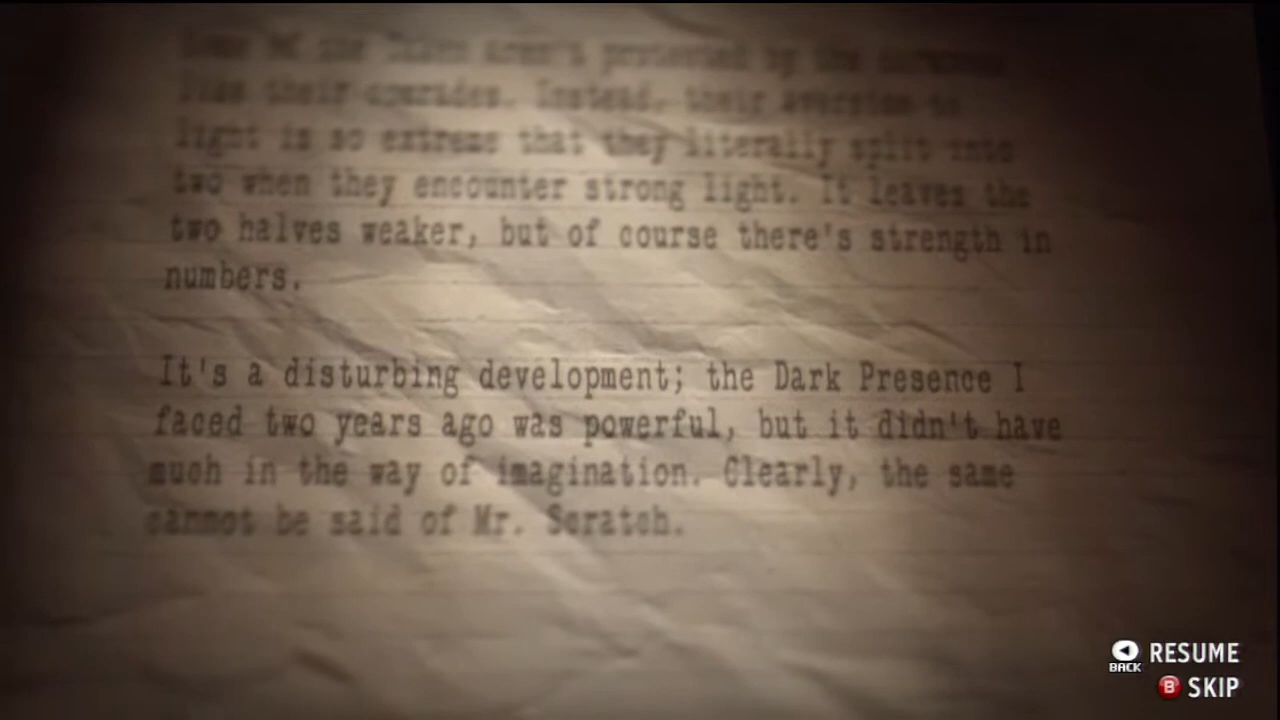 Some of the Taken aren't protected by the darkness
like their comrades. Instead, their aversion to
light is so extreme that they literally split into
two when they encounter strong light. It leaves the
two halves weaker, but of course there's strength in
numbers.
It's a disturbing development; the Dark Presence I
faced two years ago was powerful, but it didn't have
much in the way of imagination. Clearly, the same
cannot be said of Mr. Scratch.
BACK RESUME
B SKIP